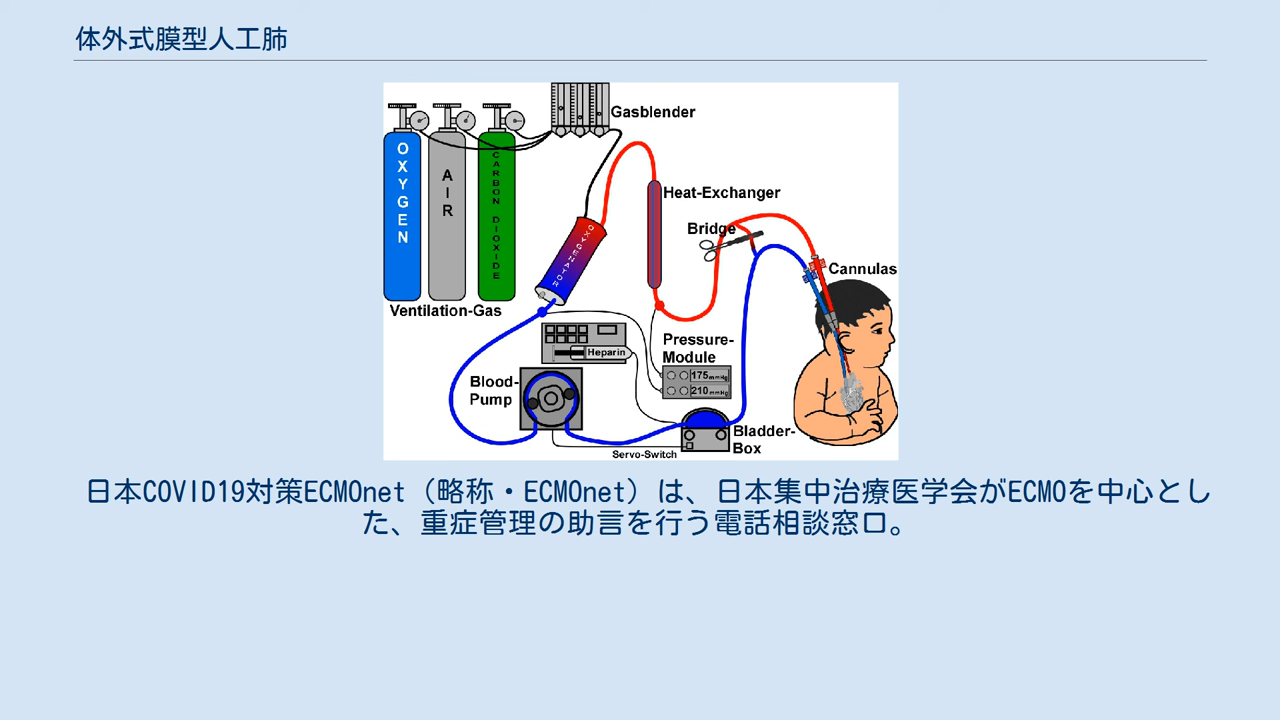 体外式膜型人工肺
Gasblender
OXYGEN
AIR
CARBON DIOXIDE
Heat-Exchanger
OXYGENATOR
Bridge
Cannulas
Ventilation-Gas
Heparin
Pressure-
Module
175mmHg
210mmHg
Blood-
Pump
Bladder-
Box
Servo-Switch
日本COVID19対策ECMOnet（略称・ECMOnet）は、日本集中治療医学会がECMOを中心とし
た、重症管理の助言を行う電話相談窓口。